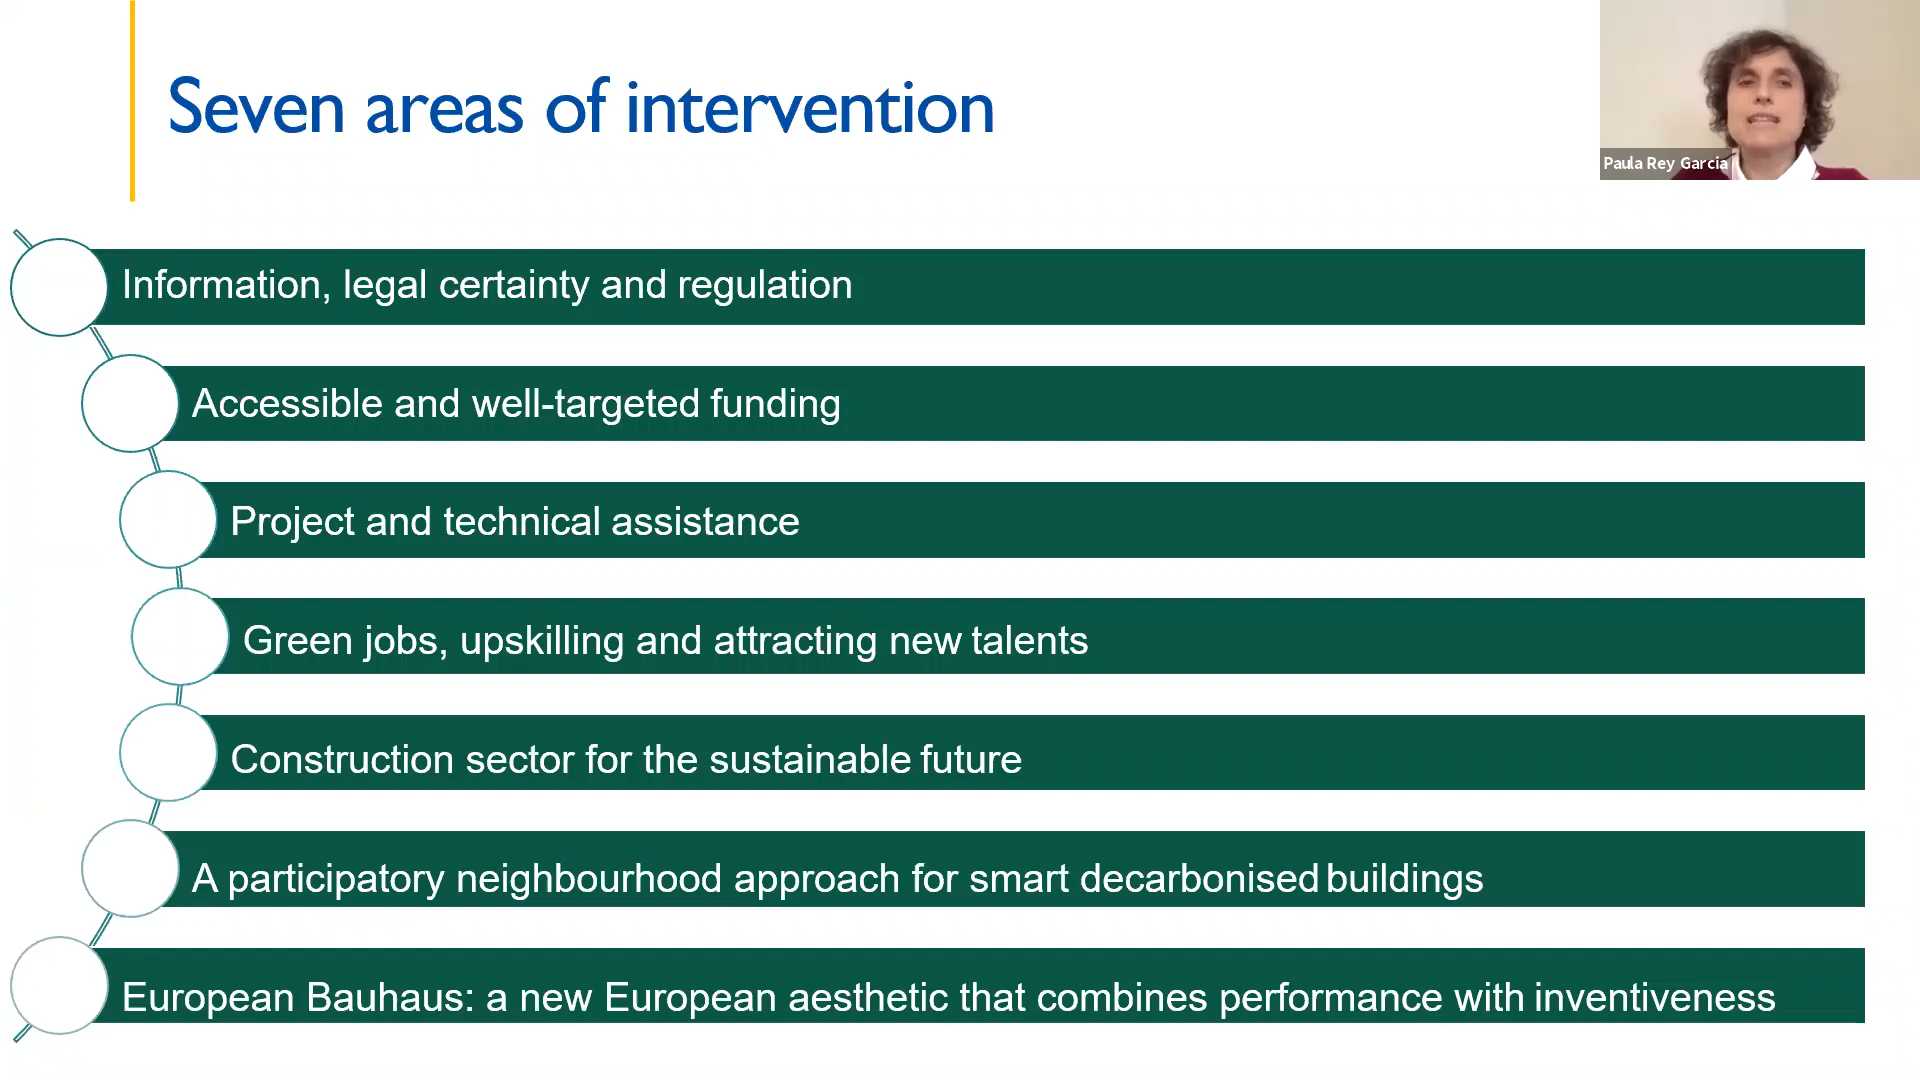 Seven areas of intervention
Paula Rey Garcia
Information, legal certainty and regulation
Accessible and well-targeted funding
Project and technical assistance
Green jobs, upskilling and attracting new talents
Construction sector for the sustainable future
A participatory neighbourhood approach for smart decarbonised buildings
European Bauhaus: a new European aesthetic that combines performance with inventiveness